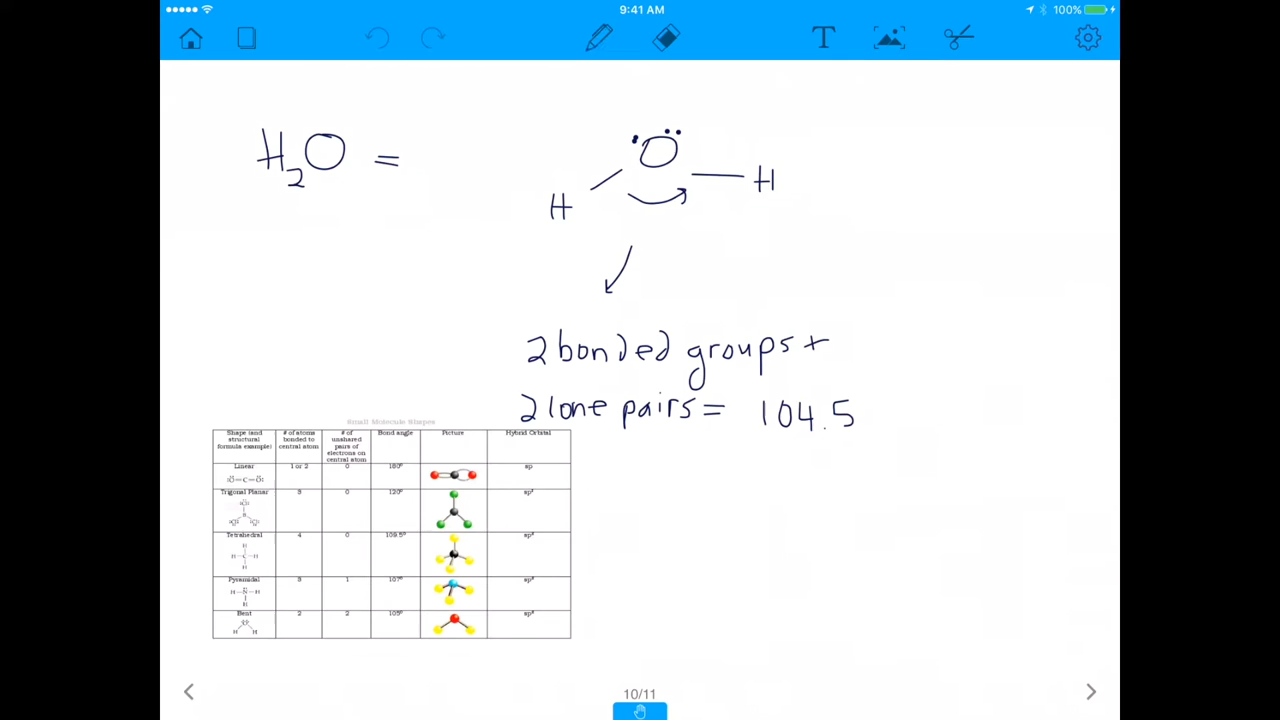 9:41 AM
100%
T
H₂O =
O
H
H
2 bonded groups +
2 lone pairs = 104.5
Small Molecule Shapes
Shape (and structural formula example) # of atoms bonded to central atom # of unshared pairs of electrons on central atom Bond angle Picture Hybrid Orbital
Linear 1 or 2 0 180° sp
O=C=O
Trigonal Planar 3 0 120° sp²
Tetrahedral 4 0 109.5° sp³
H
H-C-H
H
Pyramidal 3 1 107° sp³
H-N-H
H
Bent 2 2 105° sp³
O
H H
10/11